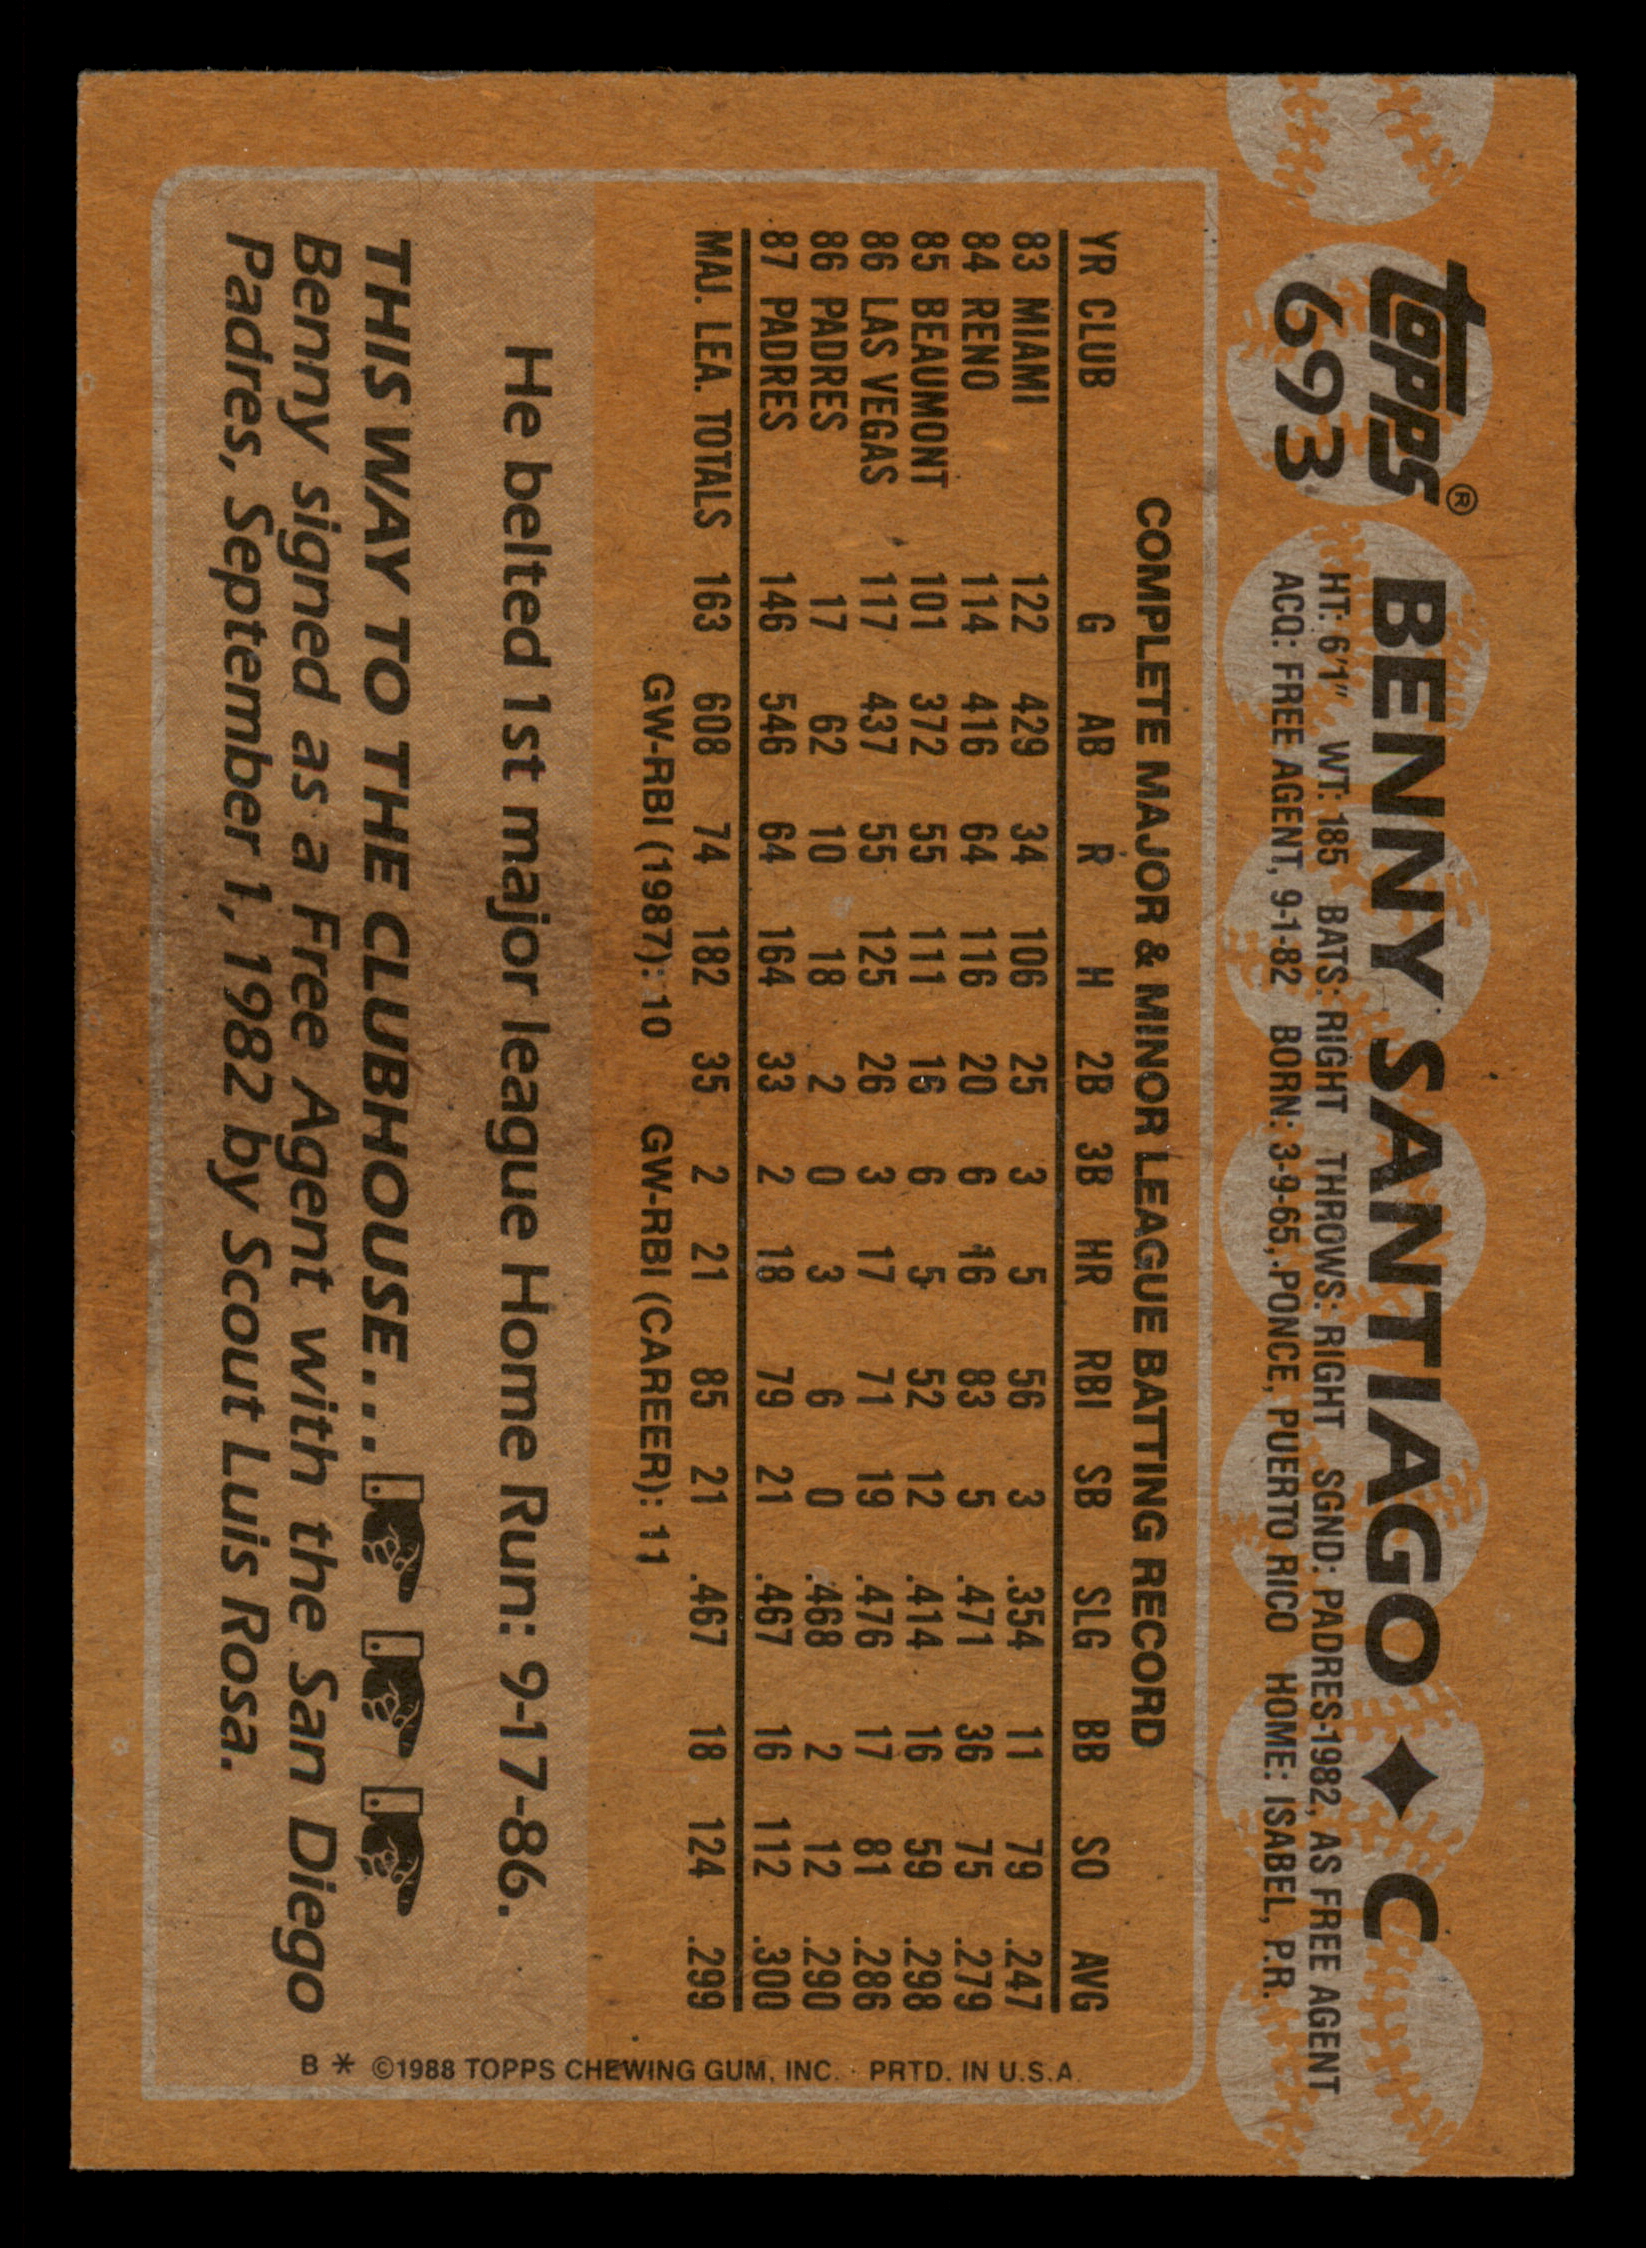 topps®
693
BENNY SANTIAGO ✦ C
HT: 6'1" WT: 185 BATS: RIGHT THROWS: RIGHT SGND: PADRES-1982, AS FREE AGENT
ACQ: FREE AGENT, 9-1-82 BORN: 3-9-65, PONCE, PUERTO RICO HOME: ISABEL, P.R.
COMPLETE MAJOR & MINOR LEAGUE BATTING RECORD
YR CLUB G AB R H 2B 3B HR RBI SB SLG BB SO AVG
83 MIAMI 122 429 34 106 25 3 5 56 3 .354 11 79 .247
84 RENO 114 416 64 116 20 6 16 83 5 .471 36 75 .279
85 BEAUMONT 101 372 55 111 16 6 5 52 12 .414 16 59 .298
86 LAS VEGAS 117 437 55 125 26 3 17 71 19 .476 17 81 .286
86 PADRES 17 62 10 18 2 0 3 6 0 .468 2 12 .290
87 PADRES 146 546 64 164 33 2 18 79 21 .467 16 112 .300
MAJ. LEA. TOTALS 163 608 74 182 35 2 21 85 21 .467 18 124 .299
GW-RBI (1987): 10 GW-RBI (CAREER): 11
He belted 1st major league Home Run: 9-17-86.
THIS WAY TO THE CLUBHOUSE...
Benny signed as a Free Agent with the San Diego
Padres, September 1, 1982 by Scout Luis Rosa.
B * ©1988 TOPPS CHEWING GUM, INC. PRTD. IN U.S.A.